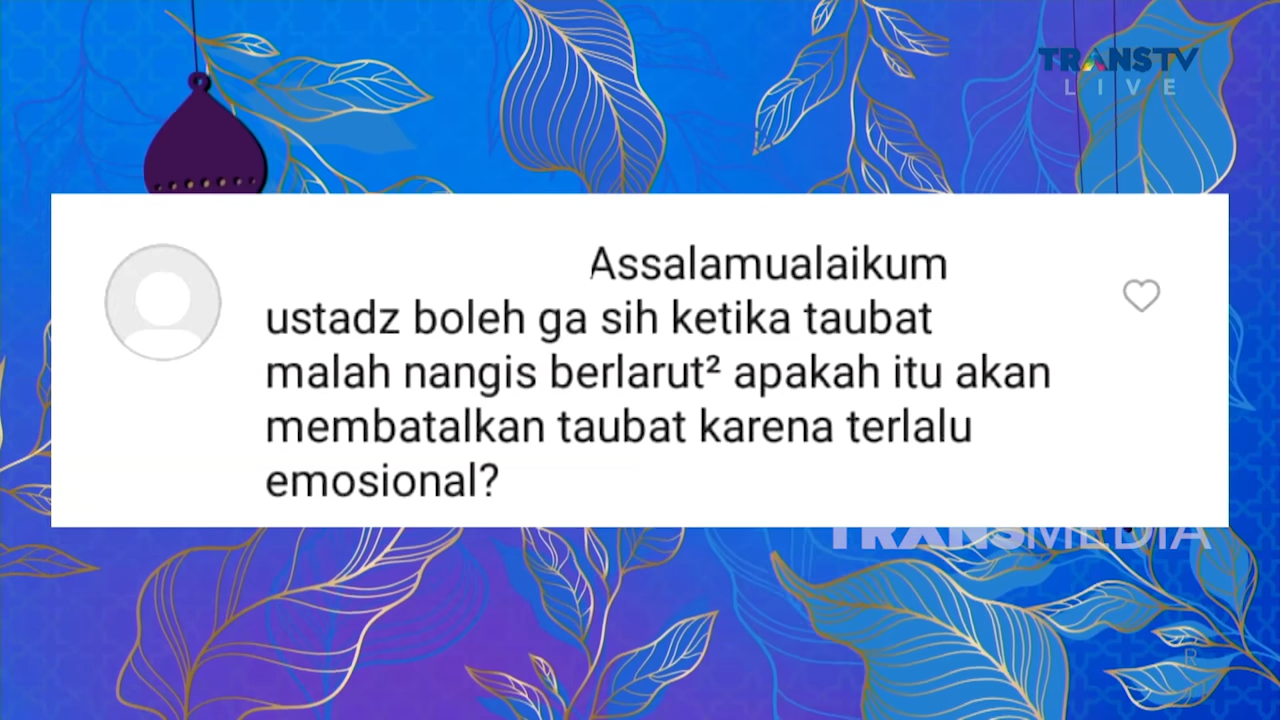 TRANSTV
LIVE
Assalamualaikum
ustadz boleh ga sih ketika taubat
malah nangis berlarut² apakah itu akan
membatalkan taubat karena terlalu
emosional?
TRANSMEDIA
R